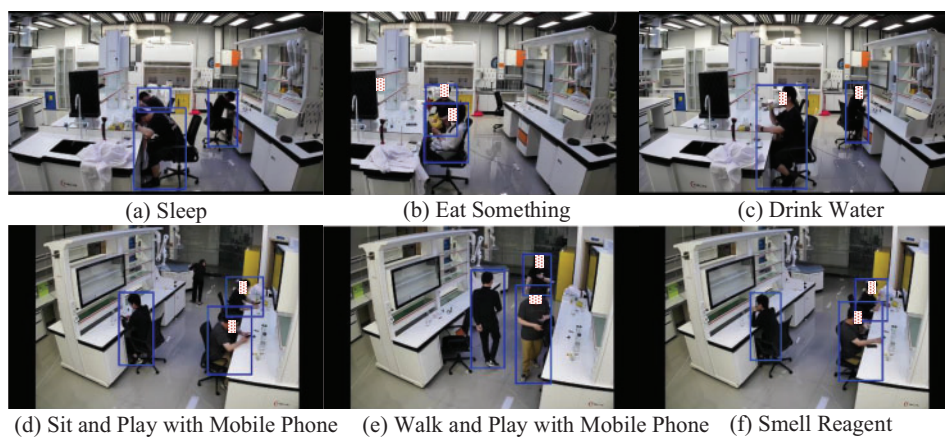 (a) Sleep
(b) Eat Something
(c) Drink Water
(d) Sit and Play with Mobile Phone
(e) Walk and Play with Mobile Phone
(f) Smell Reagent